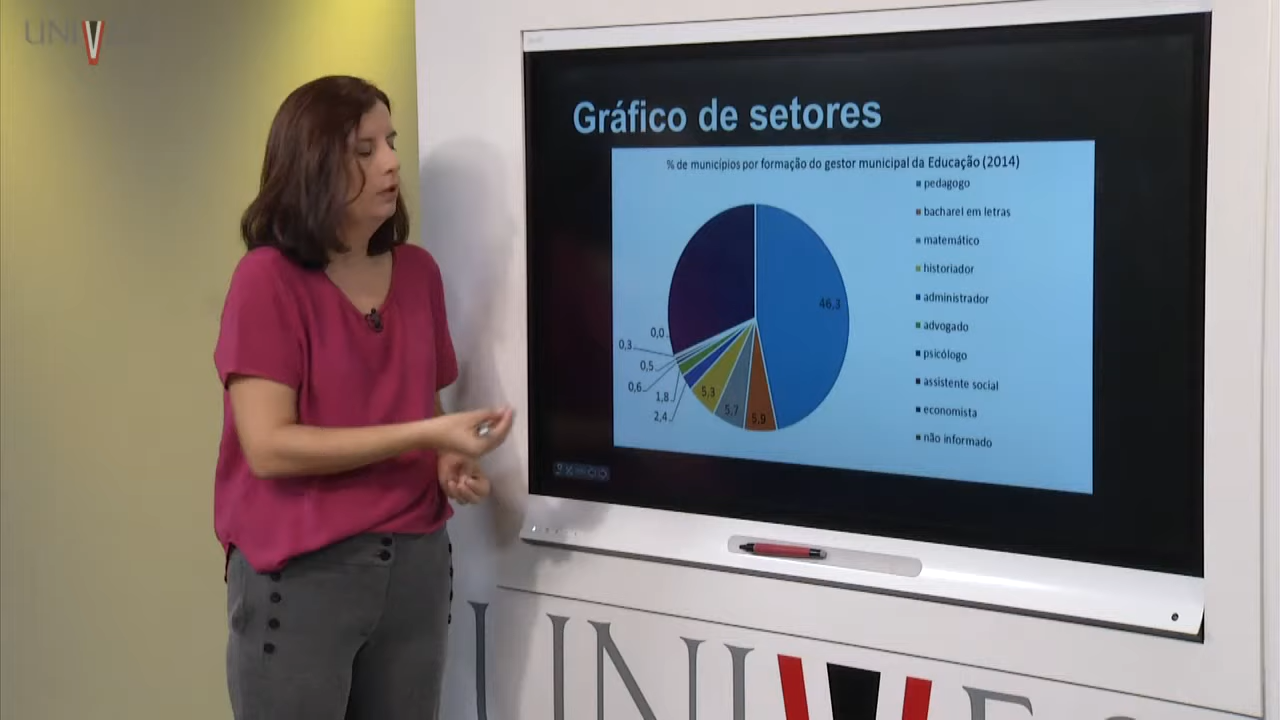 UNIV
Gráfico de setores
% de municípios por formação do gestor municipal da Educação (2014)
pedagogo
bacharel em letras
matemático
historiador
administrador
advogado
psicólogo
assistente social
economista
não informado
46,3
5,9
5,7
5,3
2,4
1,8
0,6
0,5
0,3
0,0
UNIVES